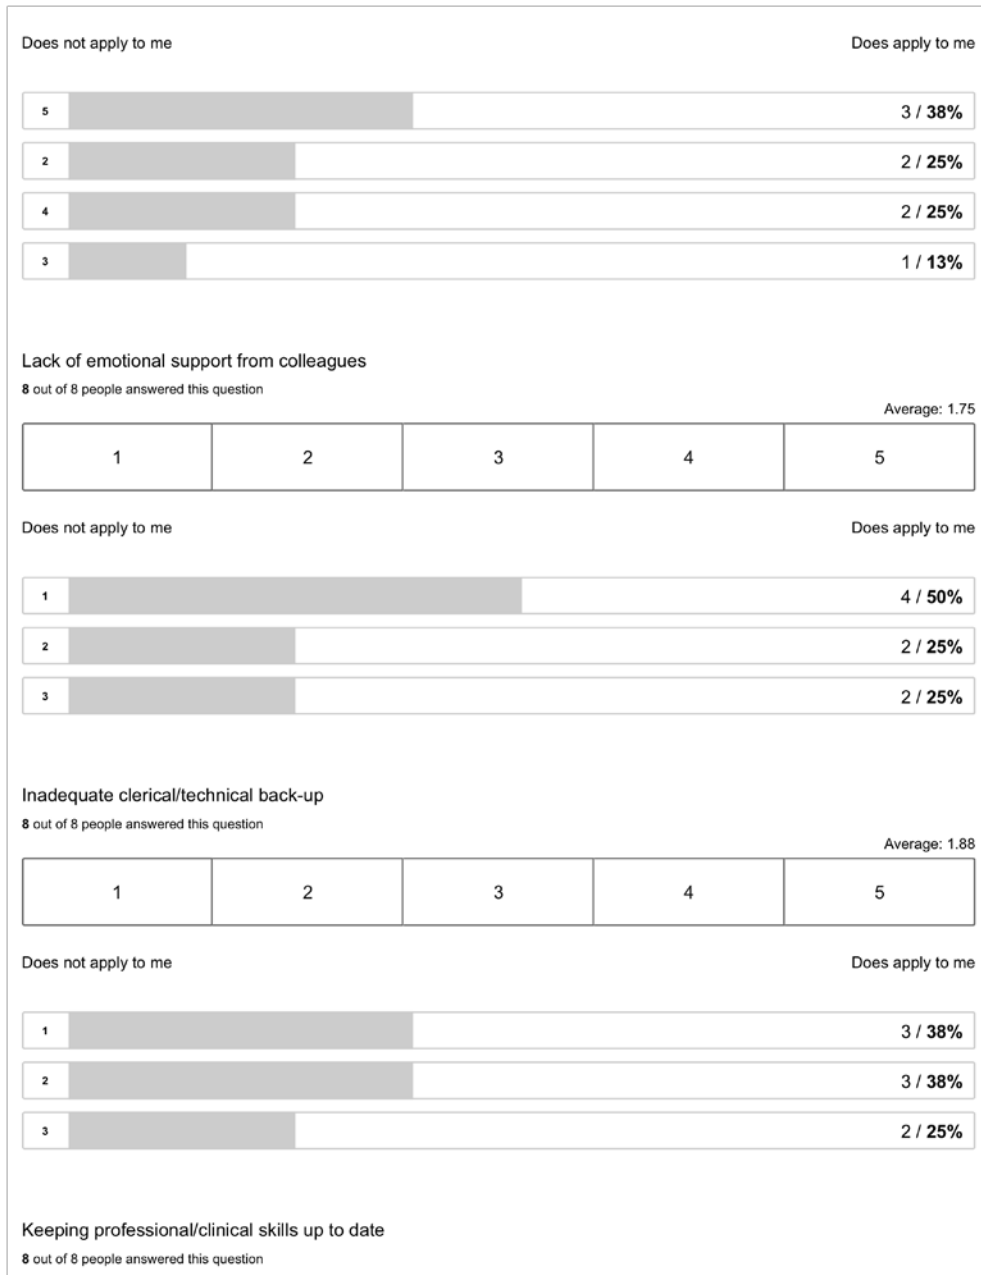 Does not apply to me Does apply to me
5 3 / 38%
2 2 / 25%
4 2 / 25%
3 1 / 13%
Lack of emotional support from colleagues
8 out of 8 people answered this question
Average: 1.75
1 2 3 4 5
Does not apply to me Does apply to me
1 4 / 50%
2 2 / 25%
3 2 / 25%
Inadequate clerical/technical back-up
8 out of 8 people answered this question
Average: 1.88
1 2 3 4 5
Does not apply to me Does apply to me
1 3 / 38%
2 3 / 38%
3 2 / 25%
Keeping professional/clinical skills up to date
8 out of 8 people answered this question